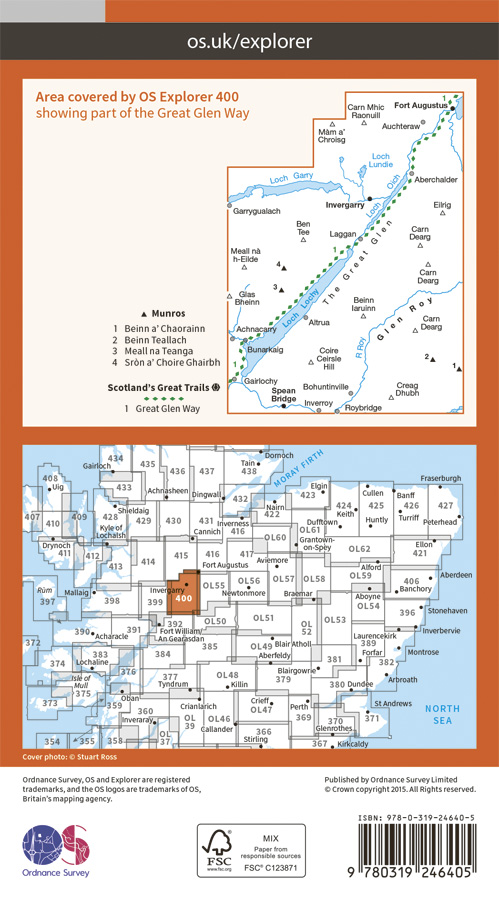 os.uk/explorer
Area covered by OS Explorer 400
showing part of the Great Glen Way
1
Fort Augustus
Carn Mhic
Raonuill
Auchteraw
Màm a'
Chroisg
Loch
Lundie
Loch Garry
Loch Oich
Aberchalder
Invergarry
Garrygualach
Eilrig
Ben
Tee
Laggan
Carn
Dearg
The Great Glen
Meall nà
h-Eilde
1
4
3
Carn
Dearg
Glas
Bheinn
Loch Lochy
Beinn
Iaruinn
Glen Roy
Achnacarry
Altrua
Carn
Dearg
Bunarkaig
R Roy
Coire
Ceirsle
Hill
2
1
Gairlochy
1
Bohuntinville
Creag
Dhubh
Spean
Bridge
Inverroy
Roybridge
Munros
1 Beinn a' Chaorainn
2 Beinn Teallach
3 Meall na Teanga
4 Sròn a' Choire Ghairbh
Scotland's Great Trails
1 Great Glen Way
434
435
436
437
Dornoch
Tain
438
MORAY FIRTH
Gairloch
408
Uig
Achnasheen
Dingwall
432
Nairn
422
Elgin
423
Cullen
424
Keith
425
Huntly
Banff
426
Turriff
Fraserburgh
427
Peterhead
407
410
409
428
Shieldaig
Kyle of
Lochalsh
429
430
431
Cannich
Inverness
416
417
OL60
OL61
Dufftown
Grantown-
on-Spey
OL62
Ellon
421
Drynoch
411
412
413
414
415
416
Fort Augustus
Aviemore
Alford
OL59
Aberdeen
Rùm
397
Mallaig
398
Invergarry
399
400
OL55
OL56
Newtonmore
OL57
OL58
Braemar
Aboyne
OL54
406
Banchory
396
Stonehaven
372
390
Acharacle
391
392
Fort William/
An Gearasdan
OL50
OL51
OL
52
OL53
Laurencekirk
389
Inverbervie
374
383
Lochaline
384
385
OL49
Blair Atholl
Aberfeldy
381
Forfar
382
Montrose
Isle of
Mull
375
376
377
Tyndrum
OL48
Killin
Blairgowrie
379
380
Dundee
Arbroath
373
Oban
359
360
Inveraray
Crianlarich
OL
39
OL46
Callander
Crieff
OL47
Perth
369
370
Glenrothes
371
St Andrews
NORTH
SEA
354
355
358
OL
37
366
Stirling
367
Kirkcaldy
Cover photo: © Stuart Ross
Ordnance Survey, OS and Explorer are registered
trademarks, and the OS logos are trademarks of OS,
Britain's mapping agency.
Published by Ordnance Survey Limited
© Crown copyright 2015. All Rights reserved.
OS
Ordnance Survey
FSC
www.fsc.org
MIX
Paper from
responsible sources
FSC® C123871
ISBN: 978-0-319-24640-5
9 780319 246405